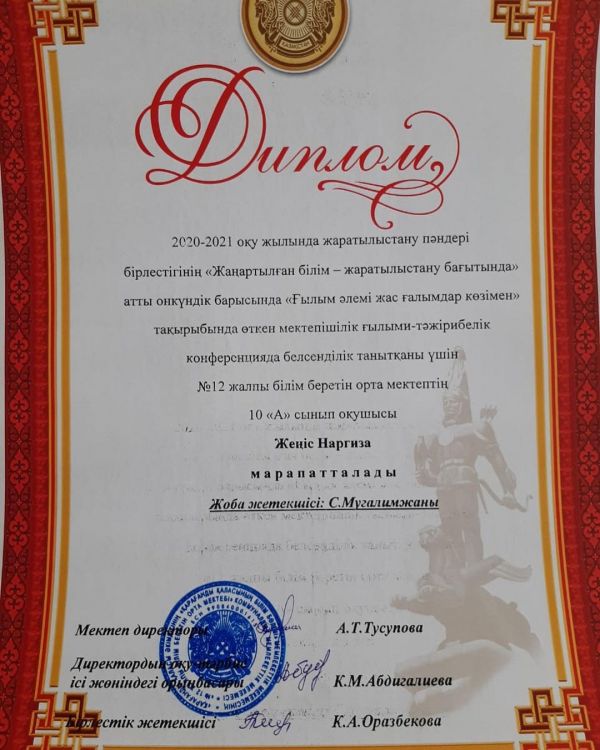 ҚАЗАҚСТАН
Диплом
2020-2021 оқу жылында жаратылыстану пәндері
бірлестігінің «Жаңартылған білім – жаратылыстану бағытында»
атты онкүндік барысында «Ғылым әлемі жас ғалымдар көзімен»
тақырыбында өткен мектепішілік ғылыми-тәжірибелік
конференцияда белсенділік танытқаны үшін
№12 жалпы білім беретін орта мектептің
10 «А» сынып оқушысы
Жеңіс Наргиза
марапатталады
Жоба жетекшісі: С.Мугалимжаны
Мектеп директоры А.Т.Тусупова
Директордың оқу-тәрбие
ісі жөніндегі орынбасары К.М.Абдигалиева
Бірлестік жетекшісі К.А.Оразбекова